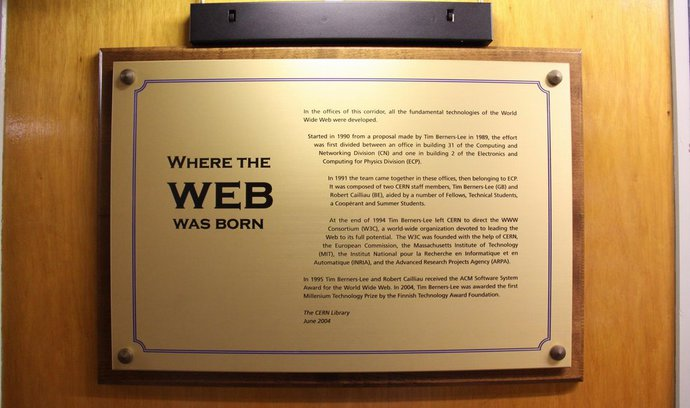 WHERE THE
WEB
WAS BORN
In the offices of this corridor, all the fundamental technologies of the World
Wide Web were developed.
Started in 1990 from a proposal made by Tim Berners-Lee in 1989, the effort
was first divided between an office in building 31 of the Computing and
Networking Division (CN) and one in building 2 of the Electronics and
Computing for Physics Division (ECP).
In 1991 the team came together in these offices, then belonging to ECP.
It was composed of two CERN staff members, Tim Berners-Lee (GB) and
Robert Cailliau (BE), aided by a number of Fellows, Technical Students,
a Coopérant and Summer Students.
At the end of 1994 Tim Berners-Lee left CERN to direct the WWW
Consortium (W3C), a world-wide organization devoted to leading the
Web to its full potential. The W3C was founded with the help of CERN,
the European Commission, the Massachusetts Institute of Technology
(MIT), the Institut National pour la Recherche en Informatique et en
Automatique (INRIA), and the Advanced Research Projects Agency (ARPA).
In 1995 Tim Berners-Lee and Robert Cailliau received the ACM Software System
Award for the World Wide Web. In 2004, Tim Berners-Lee was awarded the first
Millenium Technology Prize by the Finnish Technology Award Foundation.
The CERN Library
June 2004